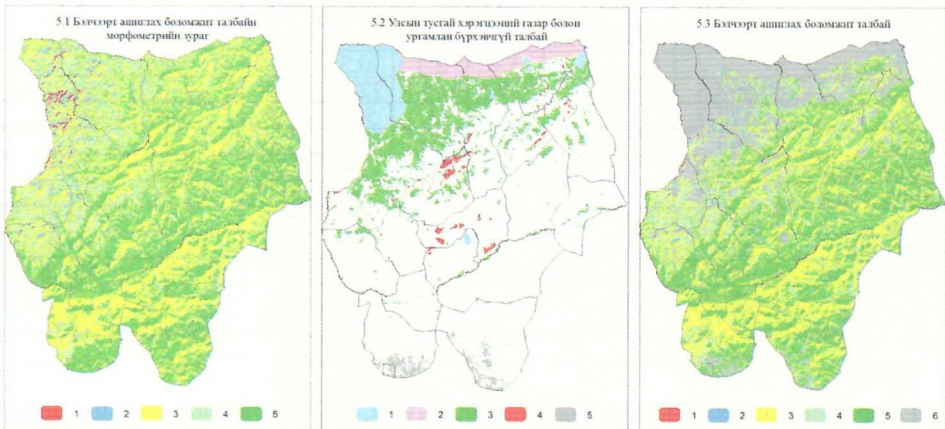 5.1 Бэлчээрт ашиглах боломжит талбайн
морфометрийн зураг
1 2 3 4 5
5.2 Улсын тусгай хэрэгцээний газар болон
ургамлан бүрхэвчгүй талбай
1 2 3 4 5
5.3 Бэлчээрт ашиглах боломжит талбай
1 2 3 4 5 6